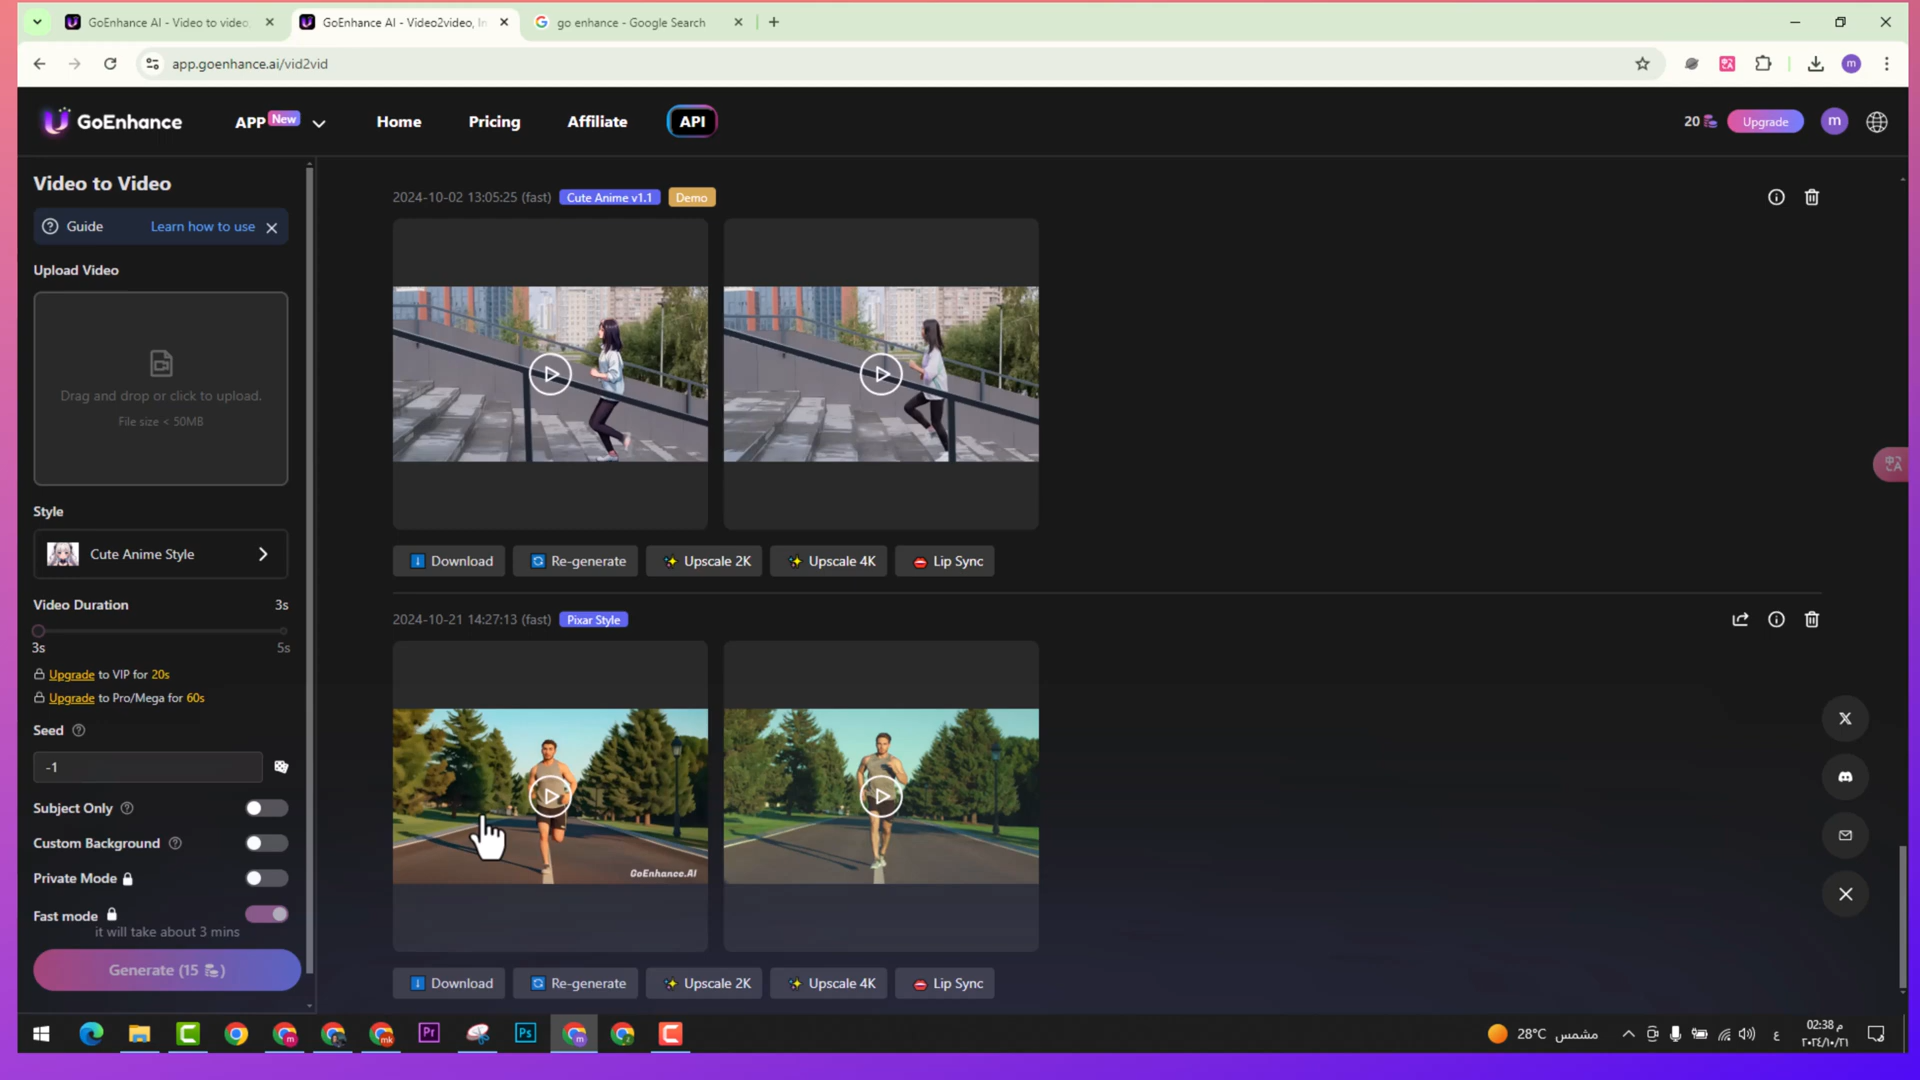 GoEnhance AI - Video to video,
GoEnhance AI - Video2video, In
go enhance - Google Search
app.goenhance.ai/vid2vid
m
GoEnhance
APP New
Home
Pricing
Affiliate
API
20
Upgrade
m
Video to Video
Guide
Learn how to use
Upload Video
Drag and drop or click to upload.
File size < 50MB
Style
Cute Anime Style
Video Duration
3s
3s
5s
Upgrade to VIP for 20s
Upgrade to Pro/Mega for 60s
Seed
-1
Subject Only
Custom Background
Private Mode
Fast mode
it will take about 3 mins
Generate (15 )
2024-10-02 13:05:25 (fast) Cute Anime v1.1 Demo
Download
Re-generate
Upscale 2K
Upscale 4K
Lip Sync
2024-10-21 14:27:13 (fast) Pixar Style
GoEnhance.AI
Download
Re-generate
Upscale 2K
Upscale 4K
Lip Sync
m
mk
Pr
Ps
m
28°C مشمس
ع
02:38 م
٢٠٢٤/١٠/٢١